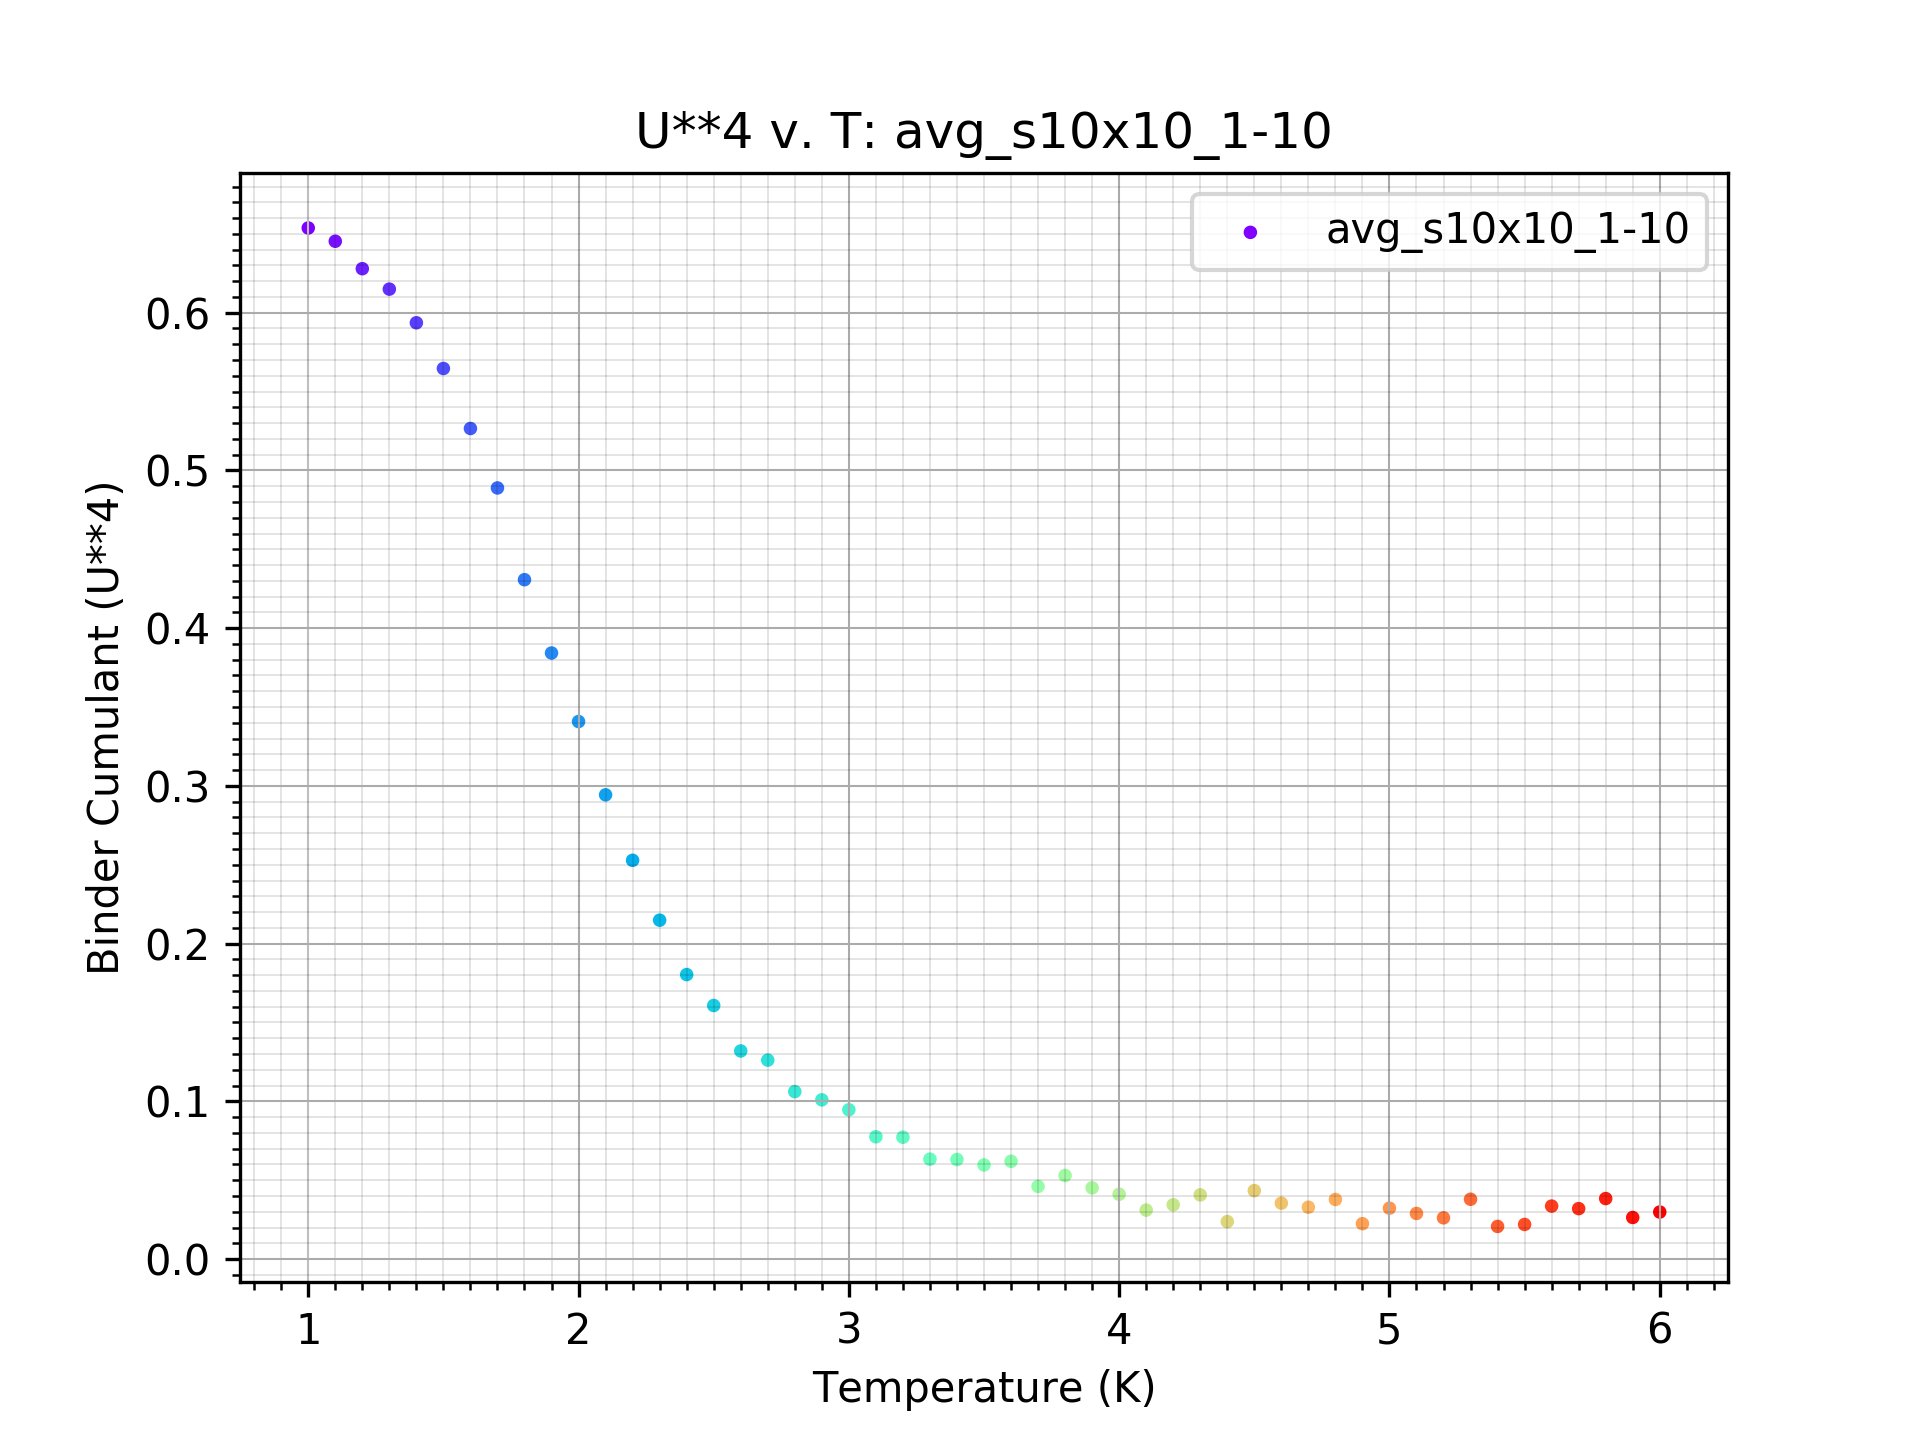 U**4 v. T: avg_s10x10_1-10
avg_s10x10_1-10
Binder Cumulant (U**4)
0.6
0.5
0.4
0.3
0.2
0.1
0.0
1 2 3 4 5 6
Temperature (K)